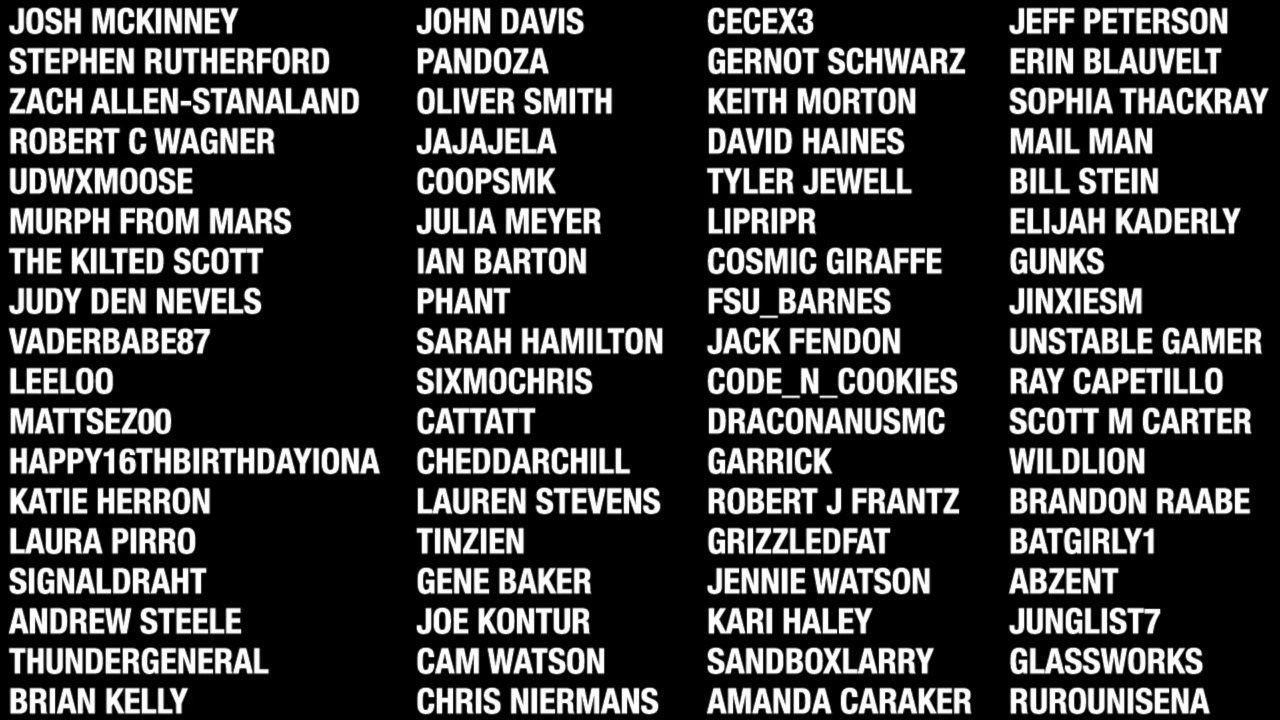 JOSH MCKINNEY
STEPHEN RUTHERFORD
ZACH ALLEN-STANALAND
ROBERT C WAGNER
UDWXMOOSE
MURPH FROM MARS
THE KILTED SCOTT
JUDY DEN NEVELS
VADERBABE87
LEELOO
MATTSEZ00
HAPPY16THBIRTHDAYIONA
KATIE HERRON
LAURA PIRRO
SIGNALDRAHT
ANDREW STEELE
THUNDERGENERAL
BRIAN KELLY
JOHN DAVIS
PANDOZA
OLIVER SMITH
JAJAJELA
COOPSMK
JULIA MEYER
IAN BARTON
PHANT
SARAH HAMILTON
SIXMOCHRIS
CATTATT
CHEDDARCHILL
LAUREN STEVENS
TINZIEN
GENE BAKER
JOE KONTUR
CAM WATSON
CHRIS NIERMANS
CECEX3
GERNOT SCHWARZ
KEITH MORTON
DAVID HAINES
TYLER JEWELL
LIPRIPR
COSMIC GIRAFFE
FSU_BARNES
JACK FENDON
CODE_N_COOKIES
DRACONANUSMC
GARRICK
ROBERT J FRANTZ
GRIZZLEDFAT
JENNIE WATSON
KARI HALEY
SANDBOXLARRY
AMANDA CARAKER
JEFF PETERSON
ERIN BLAUVELT
SOPHIA THACKRAY
MAIL MAN
BILL STEIN
ELIJAH KADERLY
GUNKS
JINXIESM
UNSTABLE GAMER
RAY CAPETILLO
SCOTT M CARTER
WILDLION
BRANDON RAABE
BATGIRLY1
ABZENT
JUNGLIST7
GLASSWORKS
RUROUNISENA